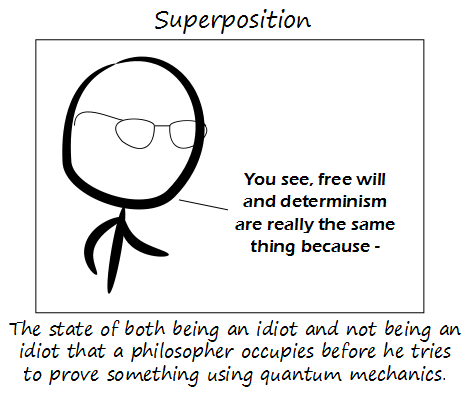 Superposition
You see, free will
and determinism
are really the same
thing because -
The state of both being an idiot and not being an
idiot that a philosopher occupies before he tries
to prove something using quantum mechanics.